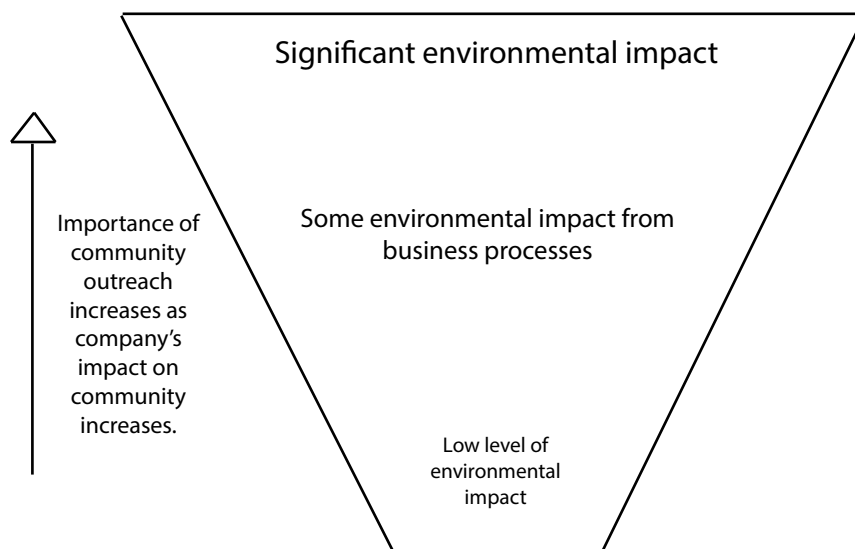 Significant environmental impact
Some environmental impact from
business processes
Importance of
community
outreach
increases as
company’s
impact on
community
increases.
Low level of
environmental
impact